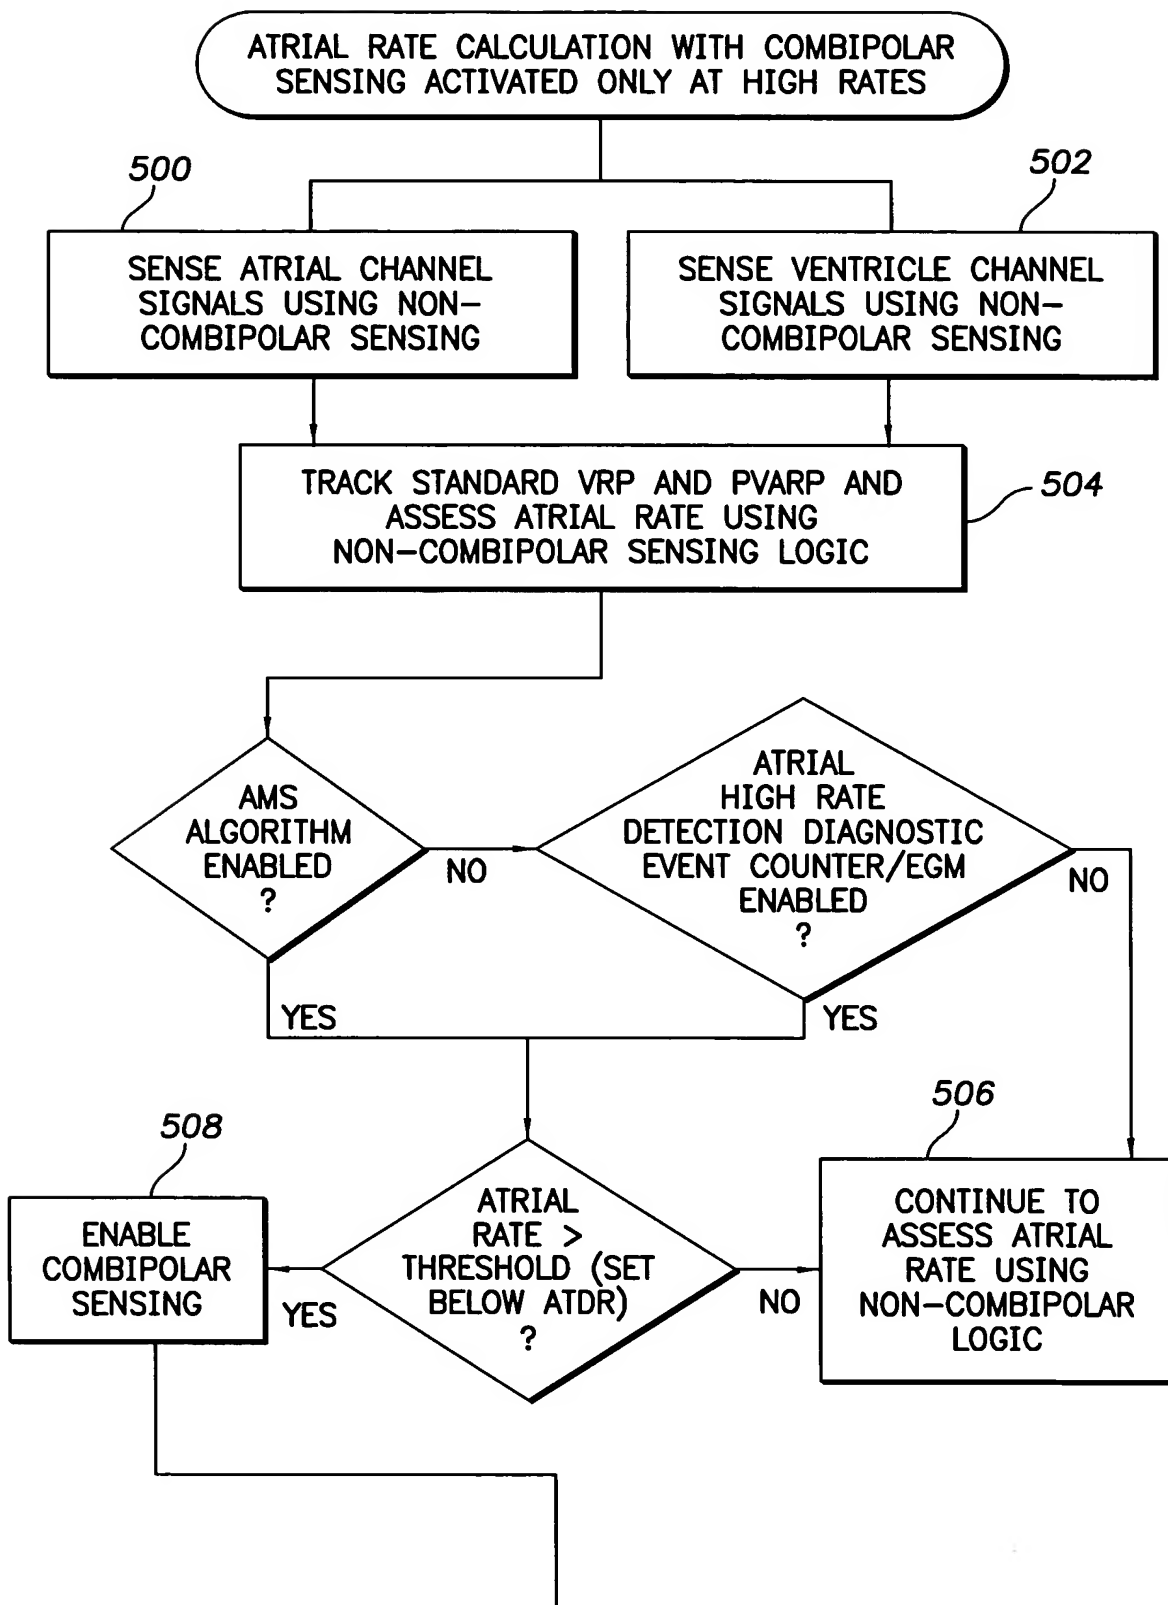 ATRIAL RATE CALCULATION WITH COMBIPOLAR
SENSING ACTIVATED ONLY AT HIGH RATES
500
502
SENSE ATRIAL CHANNEL
SIGNALS USING NON-
COMBIPOLAR SENSING
SENSE VENTRICLE CHANNEL
SIGNALS USING NON-
COMBIPOLAR SENSING
TRACK STANDARD VRP AND PVARP AND
ASSESS ATRIAL RATE USING
NON-COMBIPOLAR SENSING LOGIC
504
AMS
ALGORITHM
ENABLED
?
NO
ATRIAL
HIGH RATE
DETECTION DIAGNOSTIC
EVENT COUNTER/EGM
ENABLED
?
NO
YES
YES
508
506
ENABLE
COMBIPOLAR
SENSING
YES
ATRIAL
RATE >
THRESHOLD (SET
BELOW ATDR)
?
NO
CONTINUE TO
ASSESS ATRIAL
RATE USING
NON-COMBIPOLAR
LOGIC